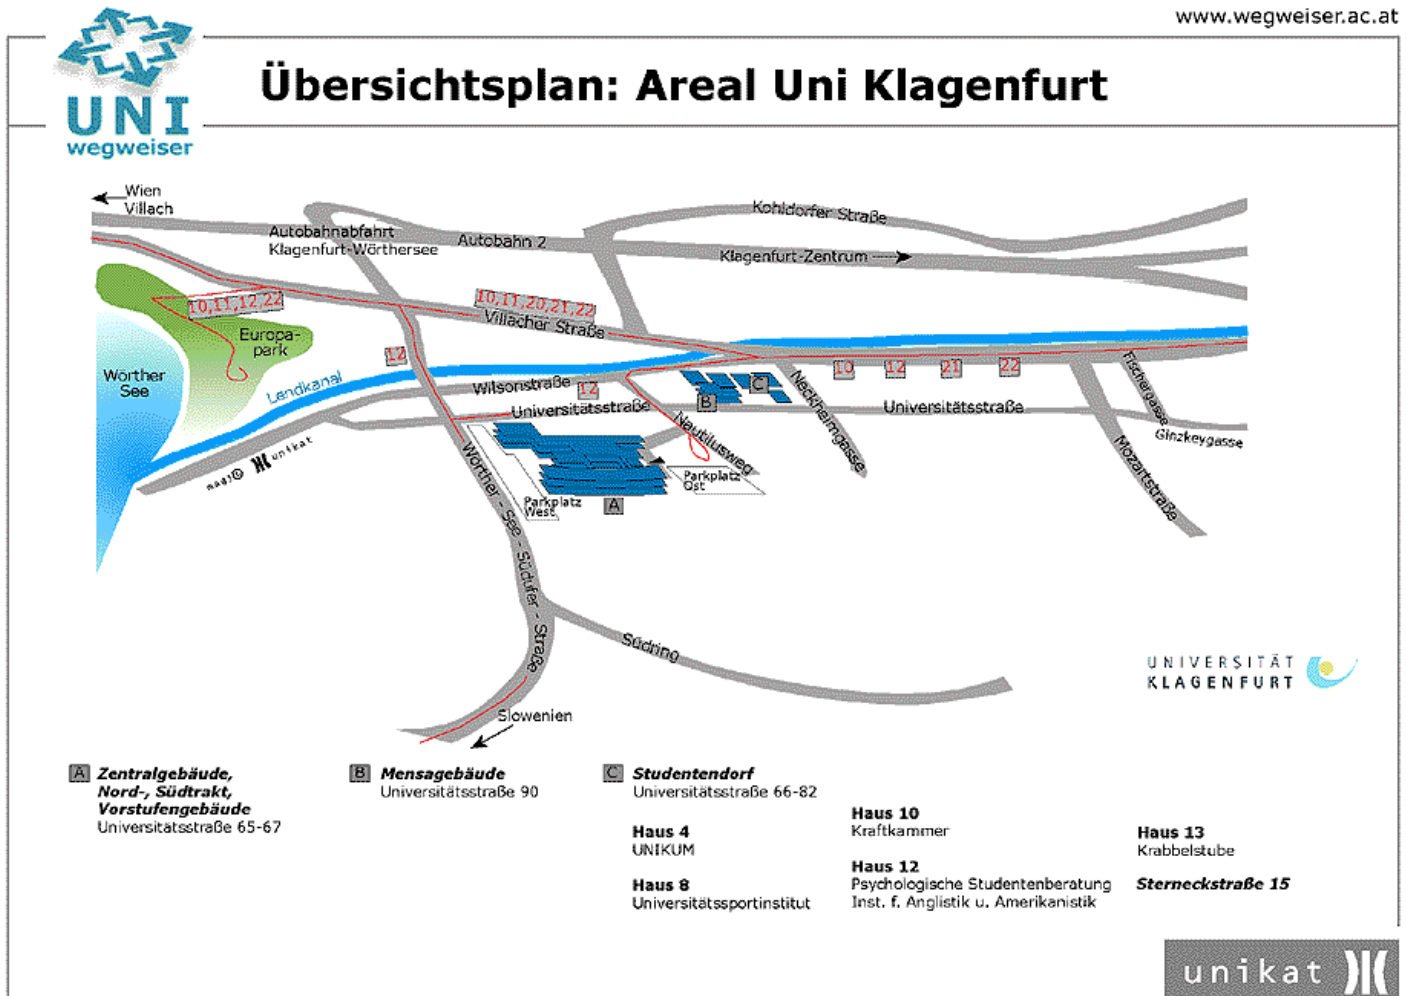 www.wegweiser.ac.at
UNI
wegweiser
Übersichtsplan: Areal Uni Klagenfurt
Wien
Villach
Kohldorfer Straße
Autobahnabfahrt
Klagenfurt-Wörthersee
Autobahn 2
Klagenfurt-Zentrum
10,11,12,22
10,11,20,21,22
Villacher Straße
Europa-
park
12
Wörther
See
Landkanal
Wilsonstraße
12
10
12
21
22
Fischergasse
B
C
Neckheimgasse
Universitätsstraße
Universitätsstraße
Nautilusweg
Ginzkeygasse
Mozartstraße
unikat
Wörther - See - Südufer - Straße
Parkplatz
Ost
Parkplatz
West
A
Südring
UNIVERSITÄT
KLAGENFURT
Slowenien
A Zentralgebäude,
Nord-, Südtrakt,
Vorstufengebäude
Universitätsstraße 65-67
B Mensagebäude
Universitätsstraße 90
C Studentendorf
Universitätsstraße 66-82
Haus 4
UNIKUM
Haus 8
Universitätssportinstitut
Haus 10
Kraftkammer
Haus 12
Psychologische Studentenberatung
Inst. f. Anglistik u. Amerikanistik
Haus 13
Krabbelstube
Sterneckstraße 15
unikat